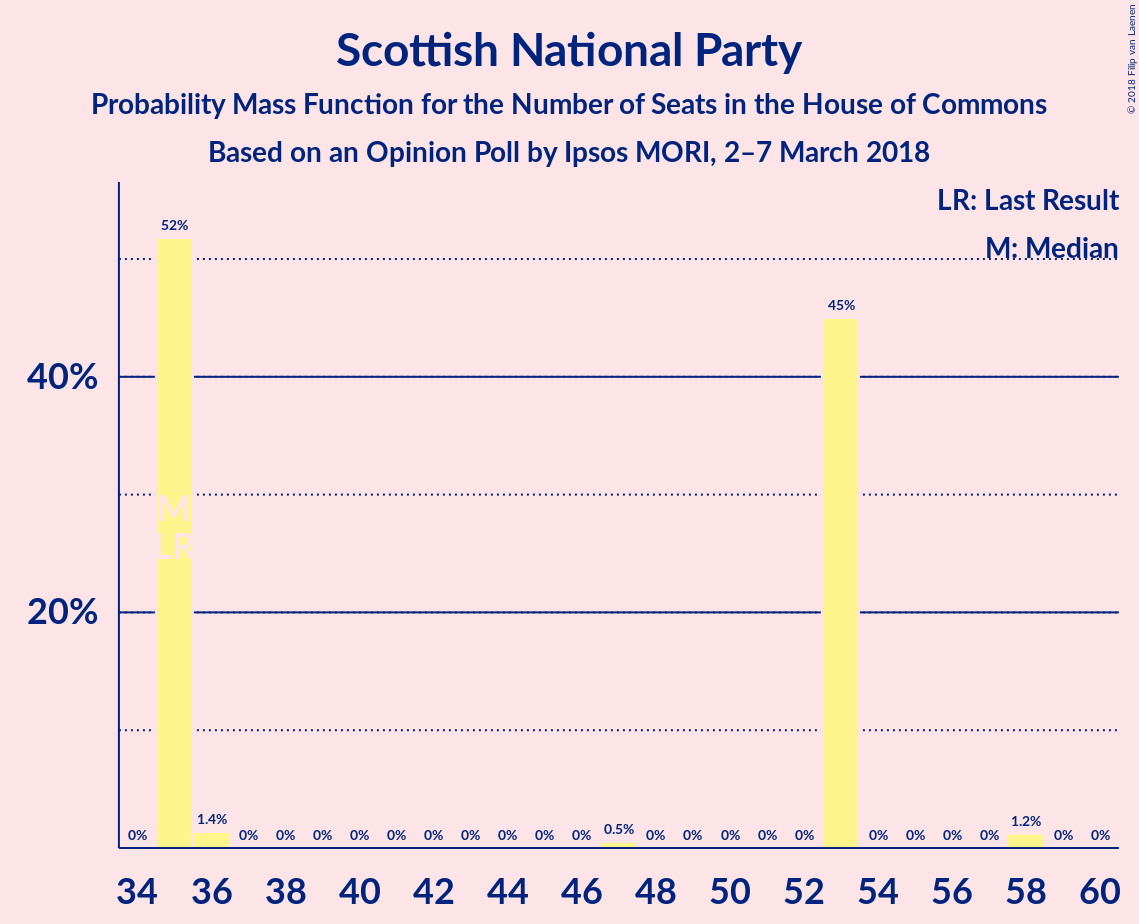 Scottish National Party
Probability Mass Function for the Number of Seats in the House of Commons
Based on an Opinion Poll by Ipsos MORI, 2–7 March 2018
© 2018 Filip van Laenen
LR: Last Result
M: Median
52%
45%
40%
M
LR
20%
0% 1.4% 0% 0% 0% 0% 0% 0% 0% 0% 0% 0% 0.5% 0% 0% 0% 0% 0% 0% 0% 0% 0% 1.2% 0% 0%
34 36 38 40 42 44 46 48 50 52 54 56 58 60